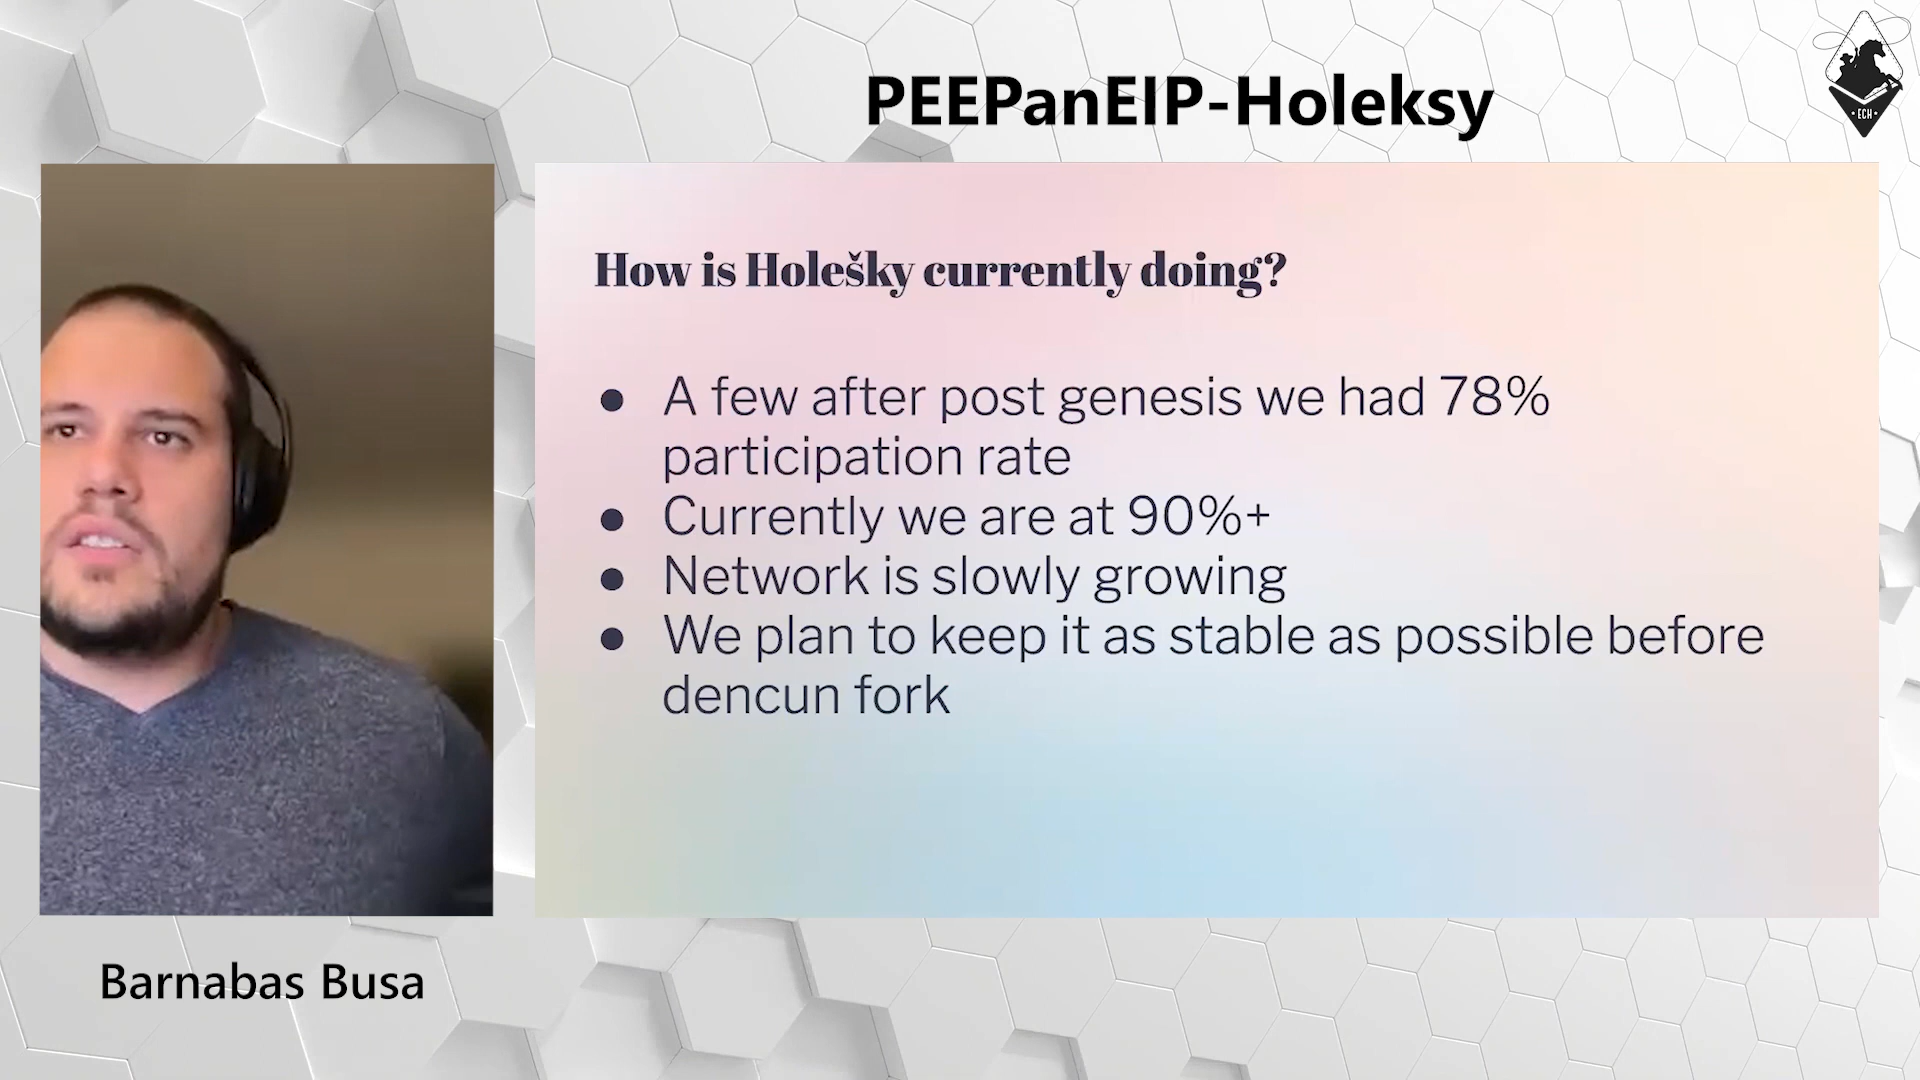 PEEPanEIP-Holeksy
ECH
How is Holešky currently doing?
● A few after post genesis we had 78%
participation rate
● Currently we are at 90%+
● Network is slowly growing
● We plan to keep it as stable as possible before
dencun fork
Barnabas Busa